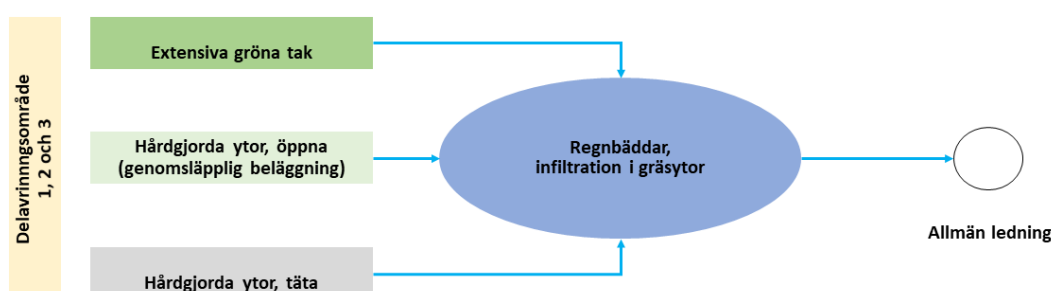 Delavrinnningsområde
1, 2 och 3
Extensiva gröna tak
Hårdgjorda ytor, öppna
(genomsläpplig beläggning)
Hårdgjorda ytor, täta
Regnbäddar,
infiltration i gräsytor
Allmän ledning